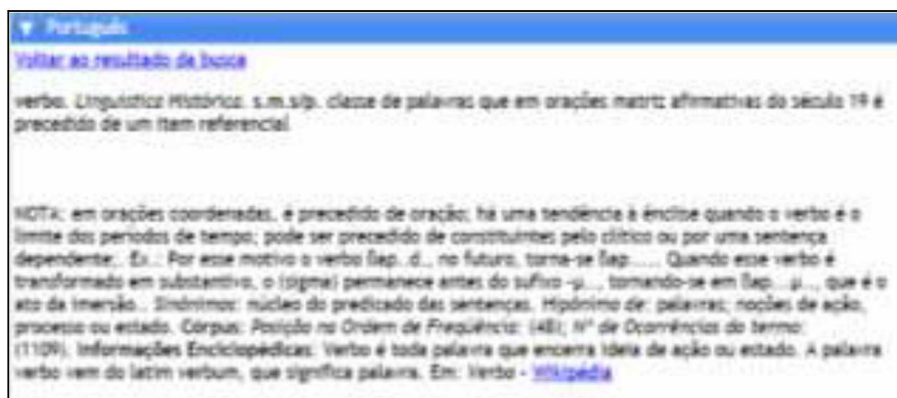 ▼ Português
Voltar ao resultado da busca
verbo. Linguística Histórica. s.m.s/p. classe de palavras que em orações matriz afirmativas do século 19 é
precedido de um item referencial
NOTA: em orações coordenadas, é precedido de oração; há uma tendência à ênclise quando o verbo é o
limite dos períodos de tempo; pode ser precedido de constituintes pelo clítico ou por uma sentença
dependente;. Ex.: Por esse motivo o verbo βap..d.., no futuro, torna-se βap..... Quando esse verbo é
transformado em substantivo, o (sigma) permanece antes do sufixo -μ..., tornando-se em βap...μ..., que é o
ato da imersão.. Sinônimos: núcleo do predicado das sentenças. Hipônimo de: palavras; noções de ação,
processo ou estado. Córpus: Posição na Ordem de Freqüência: (48); Nº de Ocorrências do termo:
(1109). Informações Enciclopédicas: Verbo é toda palavra que encerra ideia de ação ou estado. A palavra
verbo vem do latim verbum, que significa palavra. Em: Verbo - Wikipédia